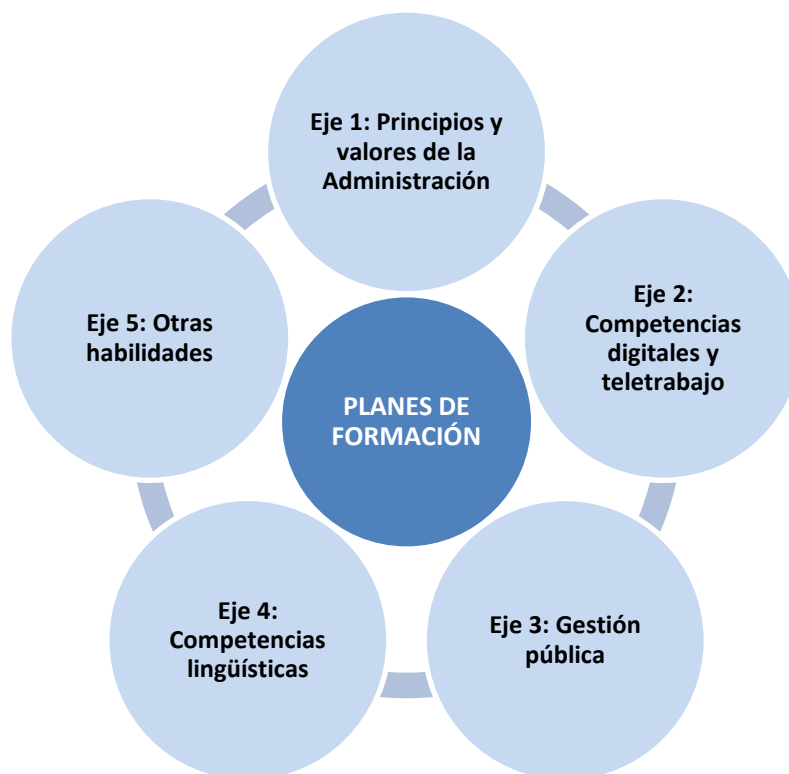 Eje 1: Principios y
valores de la
Administración
Eje 2:
Competencias
digitales y
teletrabajo
Eje 3: Gestión
pública
Eje 4:
Competencias
lingüísticas
Eje 5: Otras
habilidades
PLANES DE
FORMACIÓN